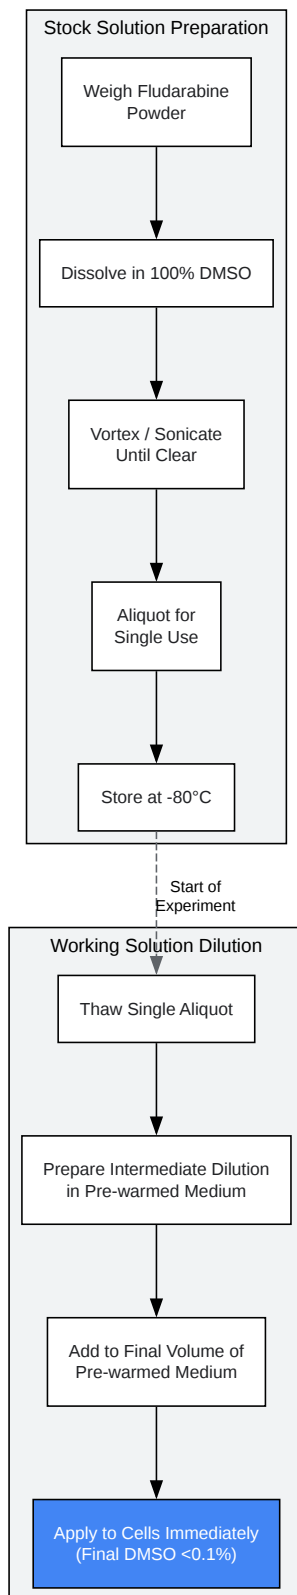 Stock Solution Preparation
Weigh Fludarabine
Powder
Dissolve in 100% DMSO
Vortex / Sonicate
Until Clear
Aliquot for
Single Use
Store at -80°C
Start of
Experiment
Working Solution Dilution
Thaw Single Aliquot
Prepare Intermediate Dilution
in Pre-warmed Medium
Add to Final Volume of
Pre-warmed Medium
Apply to Cells Immediately
(Final DMSO <0.1%)